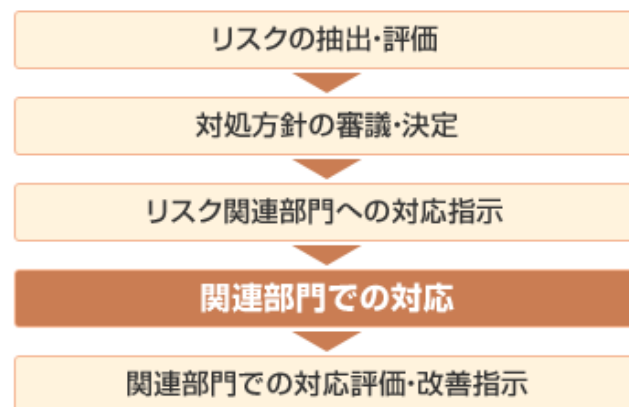 リスクの抽出・評価
対処方針の審議・決定
リスク関連部門への対応指示
関連部門での対応
関連部門での対応評価・改善指示